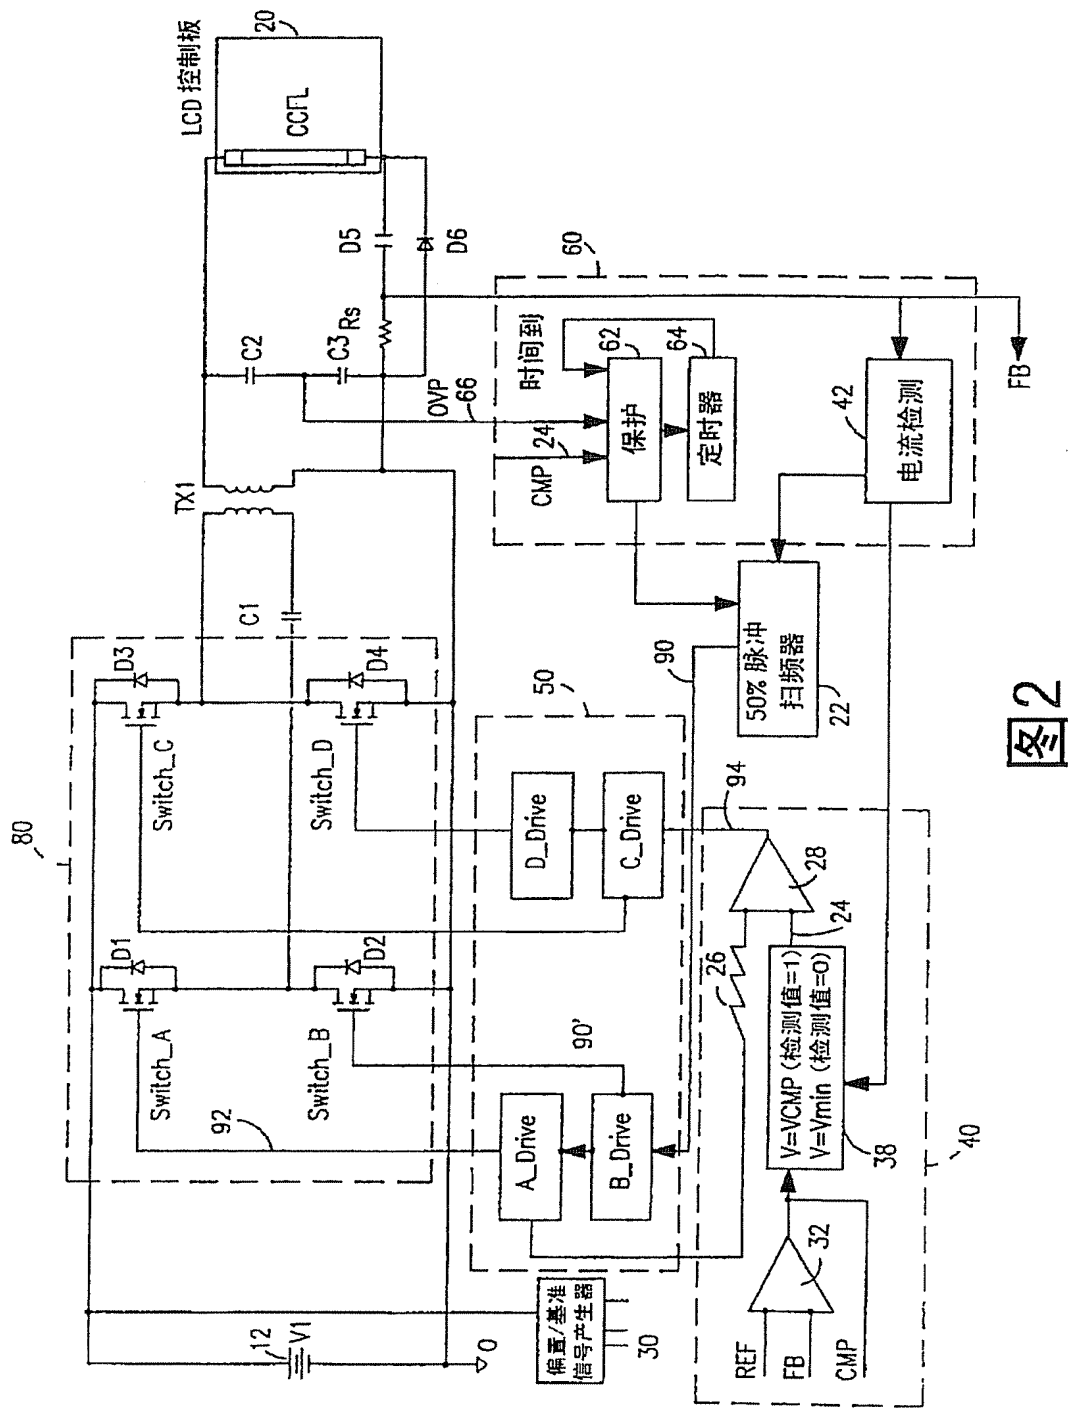 LCD 控制板
20
CCFL
D5
D6
C2
C3
Rs
TX1
C1
OVP
66
CMP
24
时间到
60
62
保护
64
定时器
42
电流检测
FB
80
D3
Switch_C
D4
Switch_D
D1
Switch_A
D2
Switch_B
92
90'
50
D_Drive
C_Drive
A_Drive
B_Drive
90
50% 脉冲
扫频器
22
94
28
26
24
V=VCMP (检测值=1)
V=Vmin (检测值=0)
38
40
32
REF
FB
CMP
12
V1
0
偏置/基准
信号产生器
30
图2